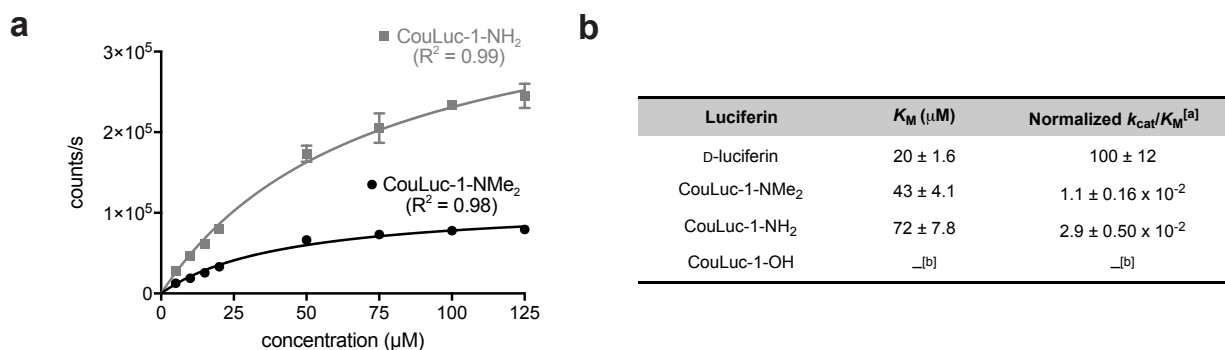 a
b
3×10⁵
2×10⁵
1×10⁵
0
counts/s
CouLuc-1-NH₂
(R² = 0.99)
CouLuc-1-NMe₂
(R² = 0.98)
0 25 50 75 100 125
concentration (µM)
Luciferin K_M (µM) Normalized k_cat/K_M[a]
D-luciferin 20 ± 1.6 100 ± 12
CouLuc-1-NMe₂ 43 ± 4.1 1.1 ± 0.16 x 10⁻²
CouLuc-1-NH₂ 72 ± 7.8 2.9 ± 0.50 x 10⁻²
CouLuc-1-OH –[b] –[b]